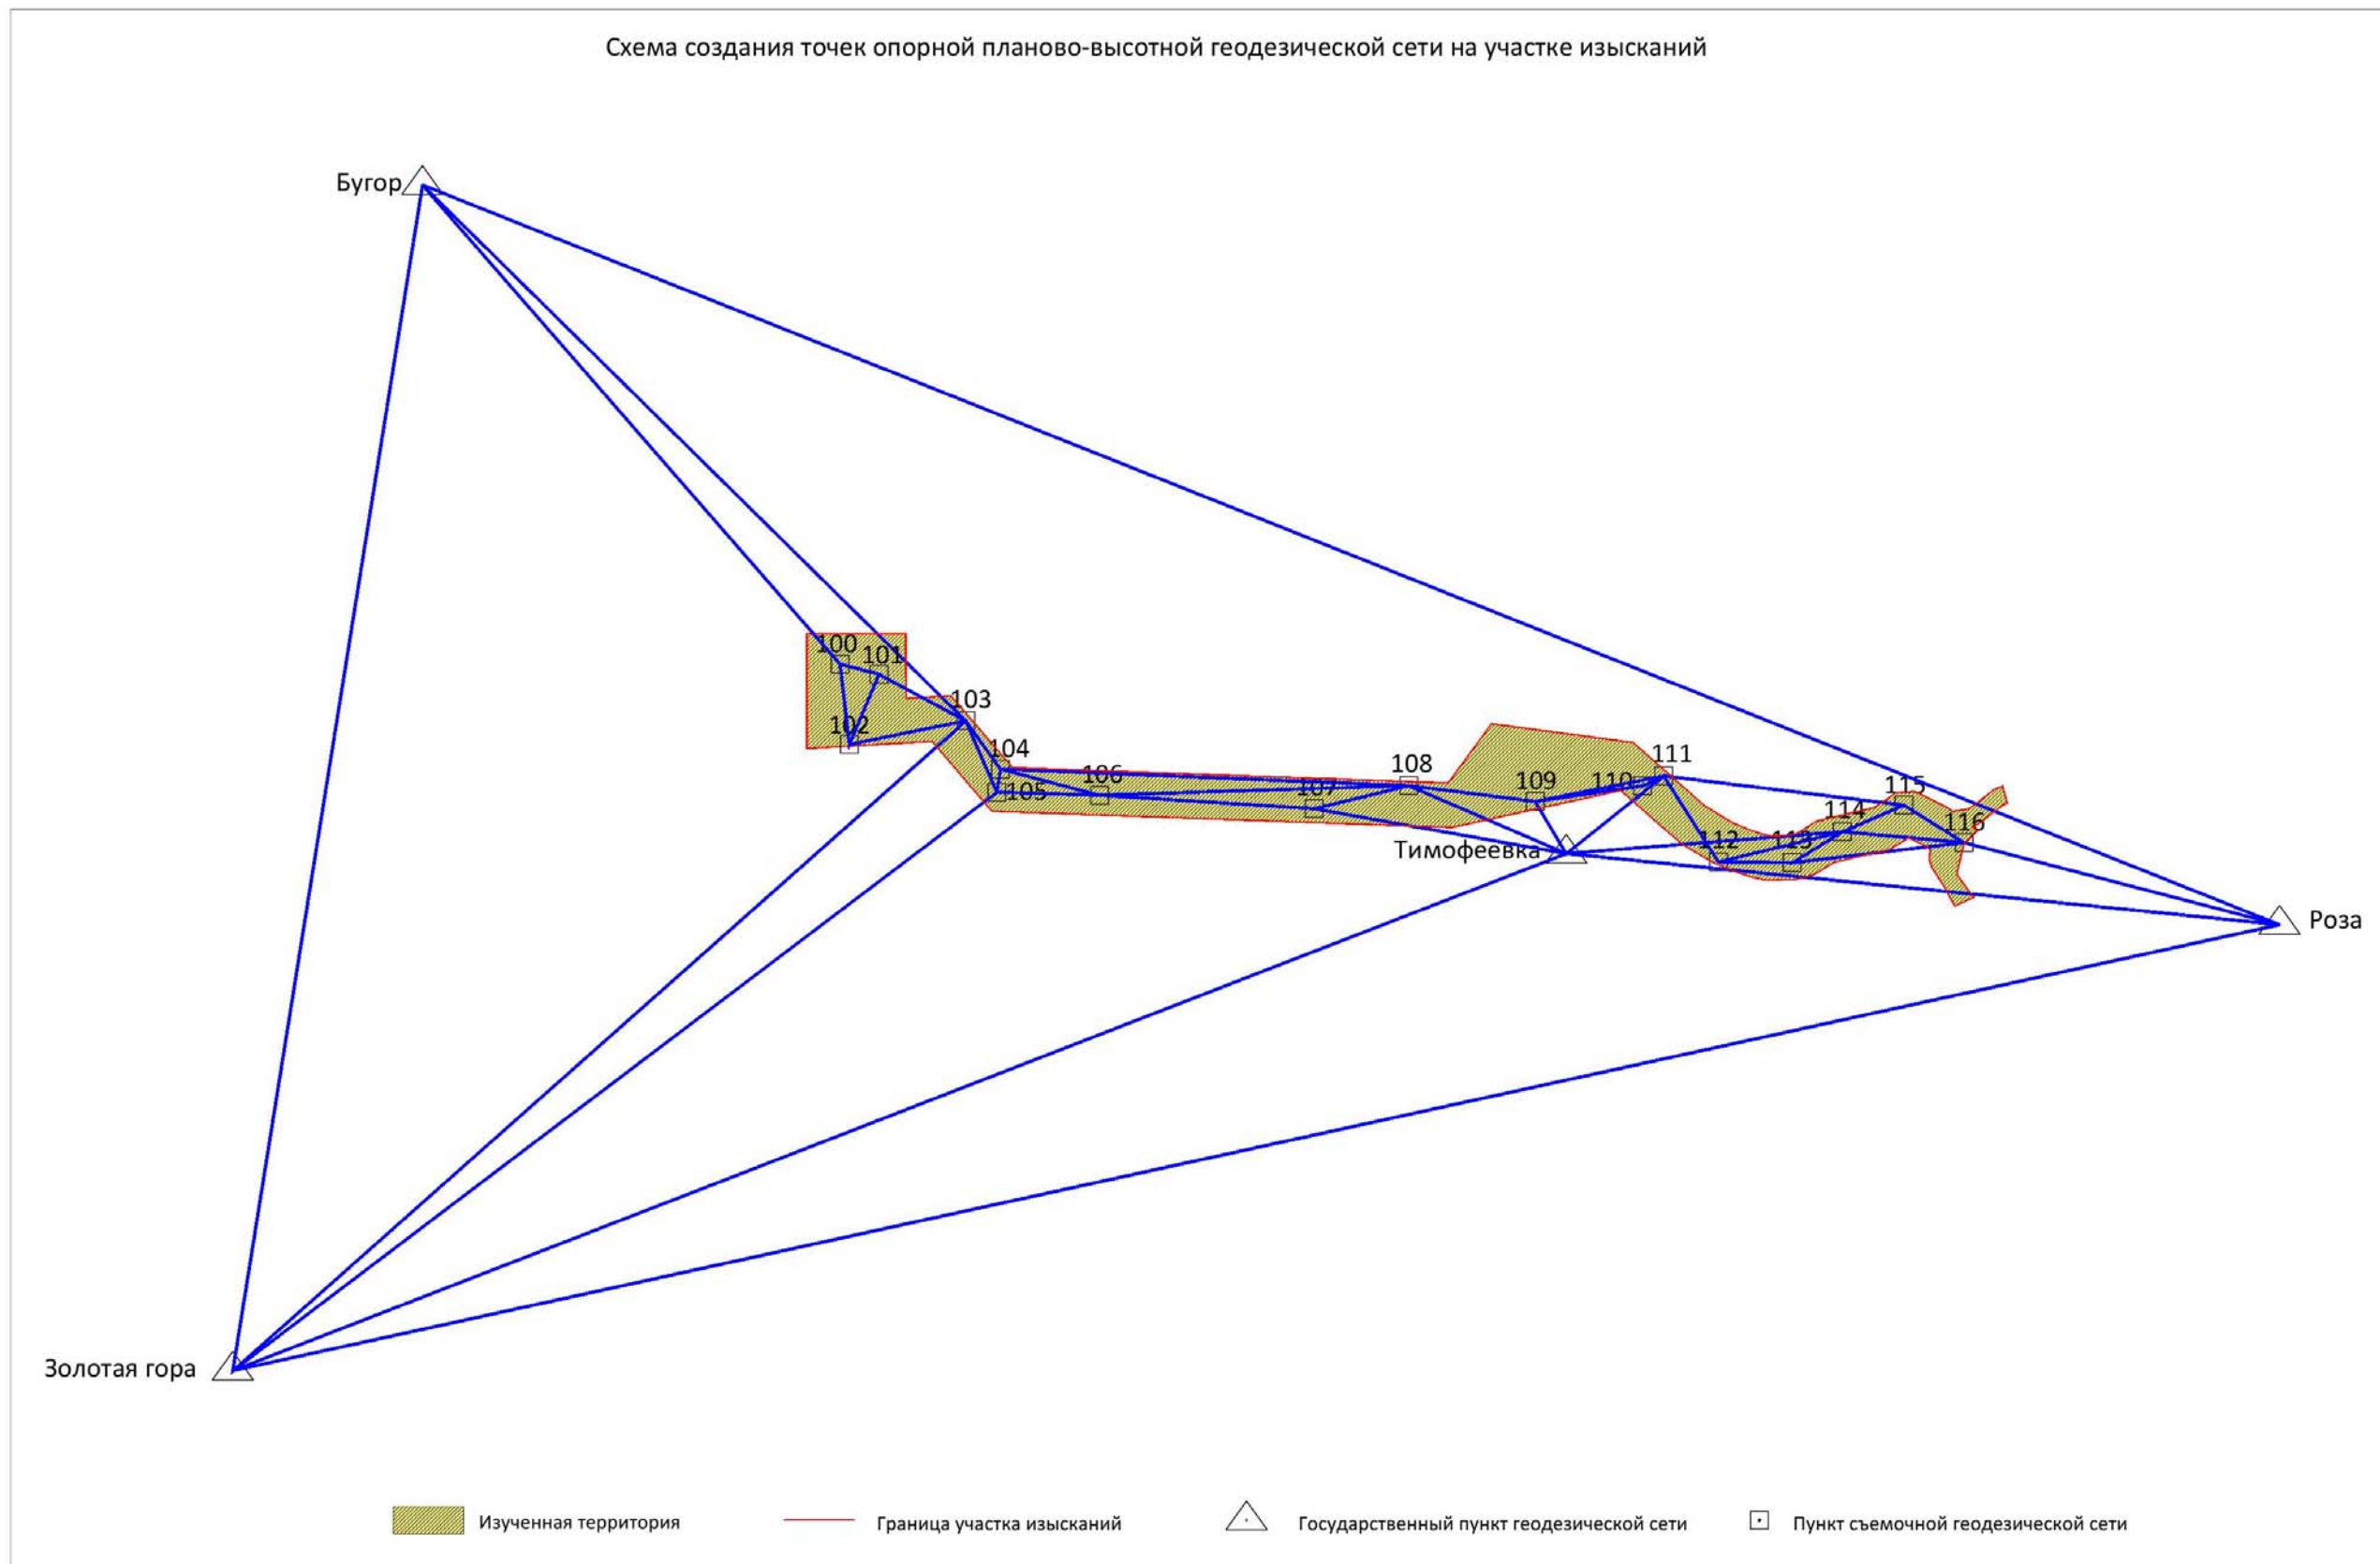 Схема создания точек опорной планово-высотной геодезической сети на участке изысканий
Бугор
100
101
102
103
104
105
106
107
108
109
110
111
112
113
114
115
116
Тимофеевка
Роза
Золотая гора
Изученная территория
Граница участка изысканий
Государственный пункт геодезической сети
Пункт съемочной геодезической сети